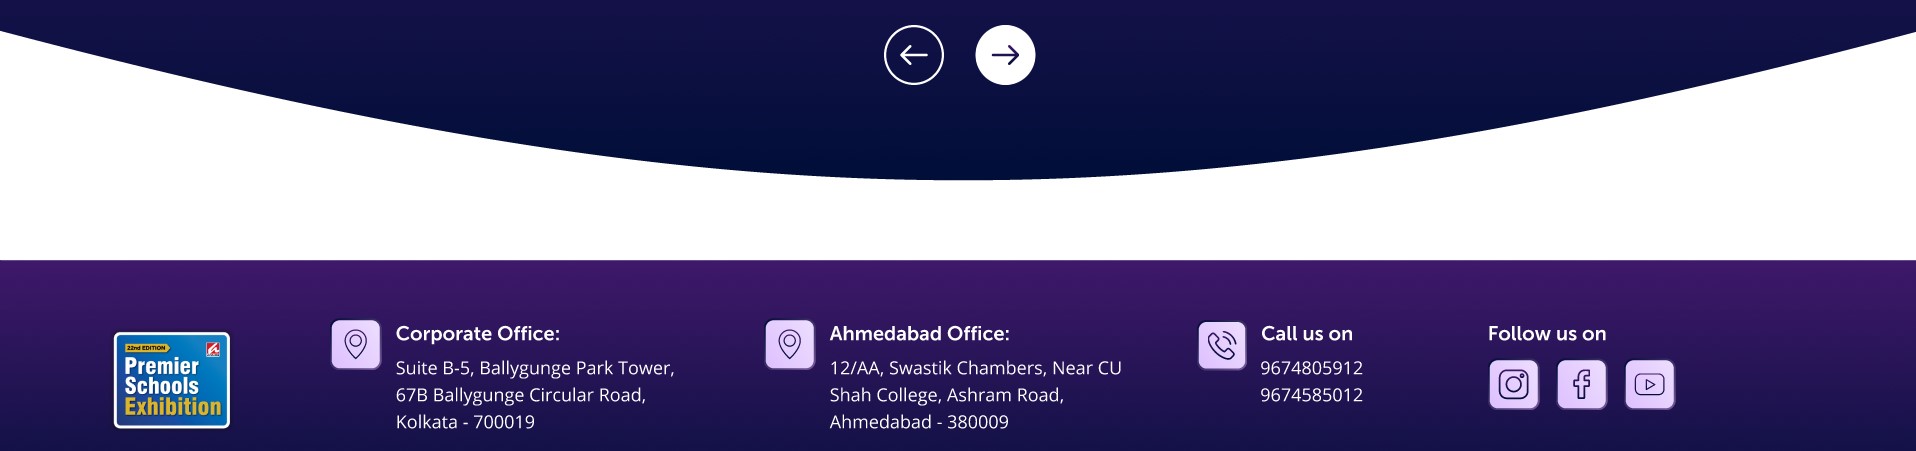 22nd EDITION
Premier
Schools
Exhibition
Corporate Office:
Suite B-5, Ballygunge Park Tower,
67B Ballygunge Circular Road,
Kolkata - 700019
Ahmedabad Office:
12/AA, Swastik Chambers, Near CU
Shah College, Ashram Road,
Ahmedabad - 380009
Call us on
9674805912
9674585012
Follow us on